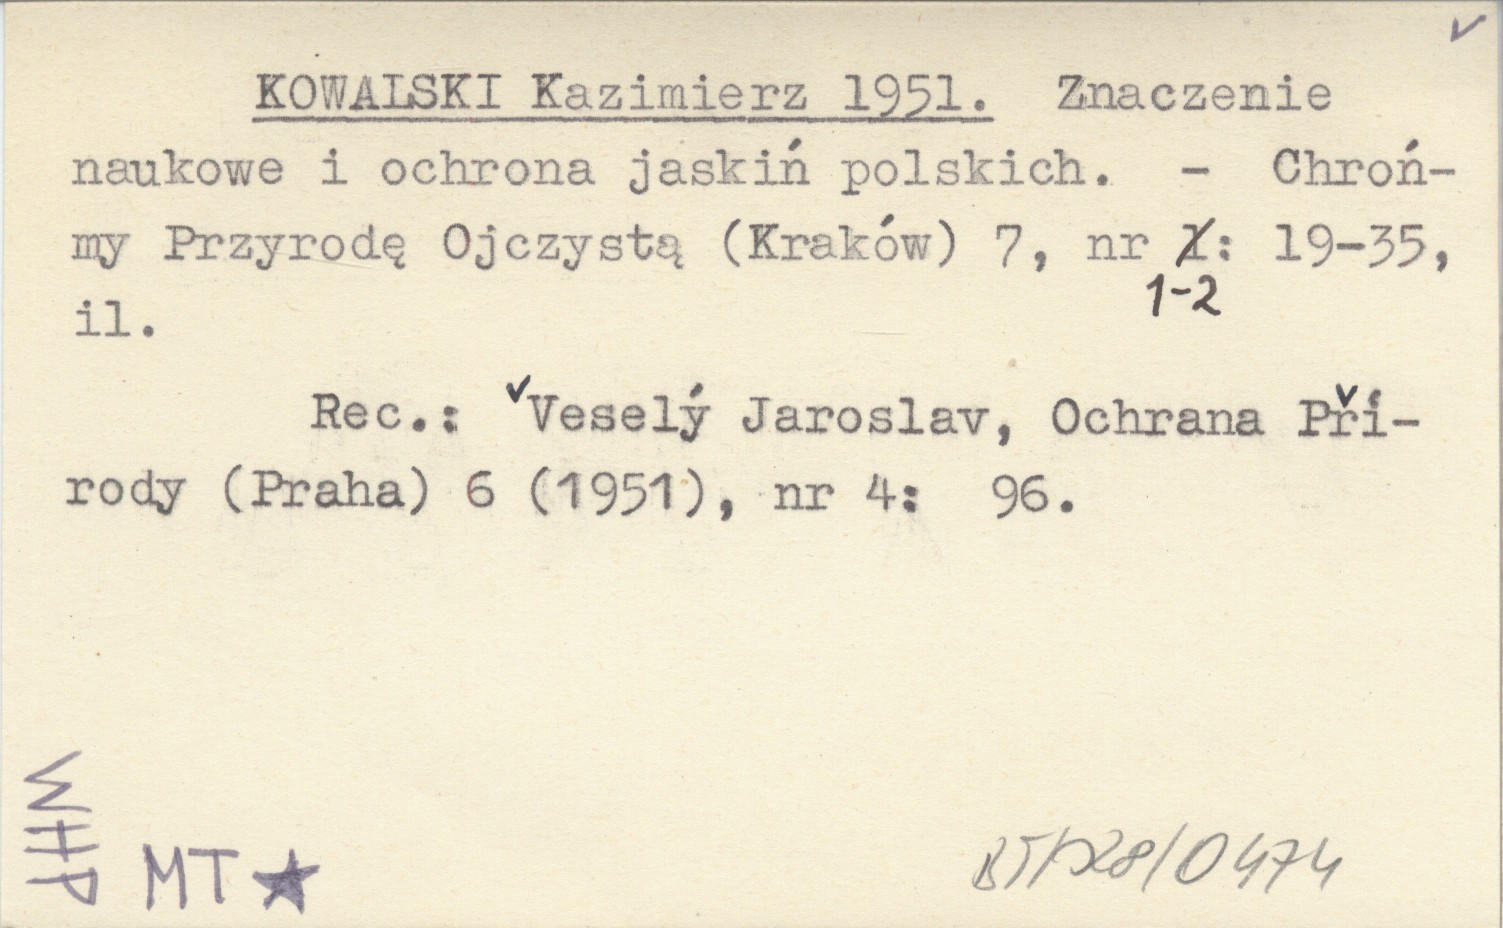 KOWALSKI Kazimierz 1951. Znaczenie
naukowe i ochrona jaskiń polskich. - Chroń-
my Przyrodę Ojczystą (Kraków) 7, nr 1: 19-35,
1-2
il.
Rec.: Veselý Jaroslav, Ochrana Pří-
rody (Praha) 6 (1951), nr 4: 96.
WHP
MT ★